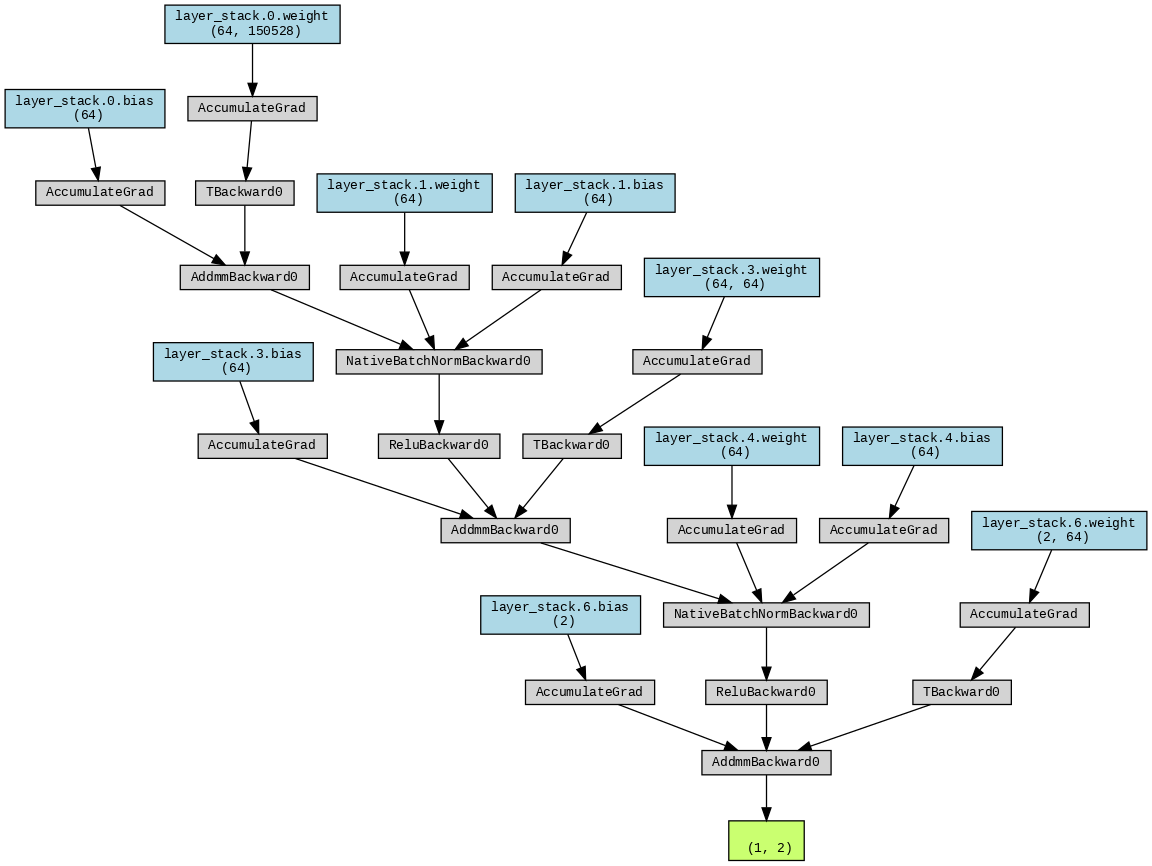 layer_stack.0.weight
(64, 150528)
layer_stack.0.bias
(64)
AccumulateGrad
AccumulateGrad
TBackward0
layer_stack.1.weight
(64)
layer_stack.1.bias
(64)
AddmmBackward0
AccumulateGrad
AccumulateGrad
layer_stack.3.weight
(64, 64)
layer_stack.3.bias
(64)
NativeBatchNormBackward0
AccumulateGrad
AccumulateGrad
ReluBackward0
TBackward0
layer_stack.4.weight
(64)
layer_stack.4.bias
(64)
AddmmBackward0
AccumulateGrad
AccumulateGrad
layer_stack.6.weight
(2, 64)
layer_stack.6.bias
(2)
NativeBatchNormBackward0
AccumulateGrad
AccumulateGrad
ReluBackward0
TBackward0
AddmmBackward0
(1, 2)